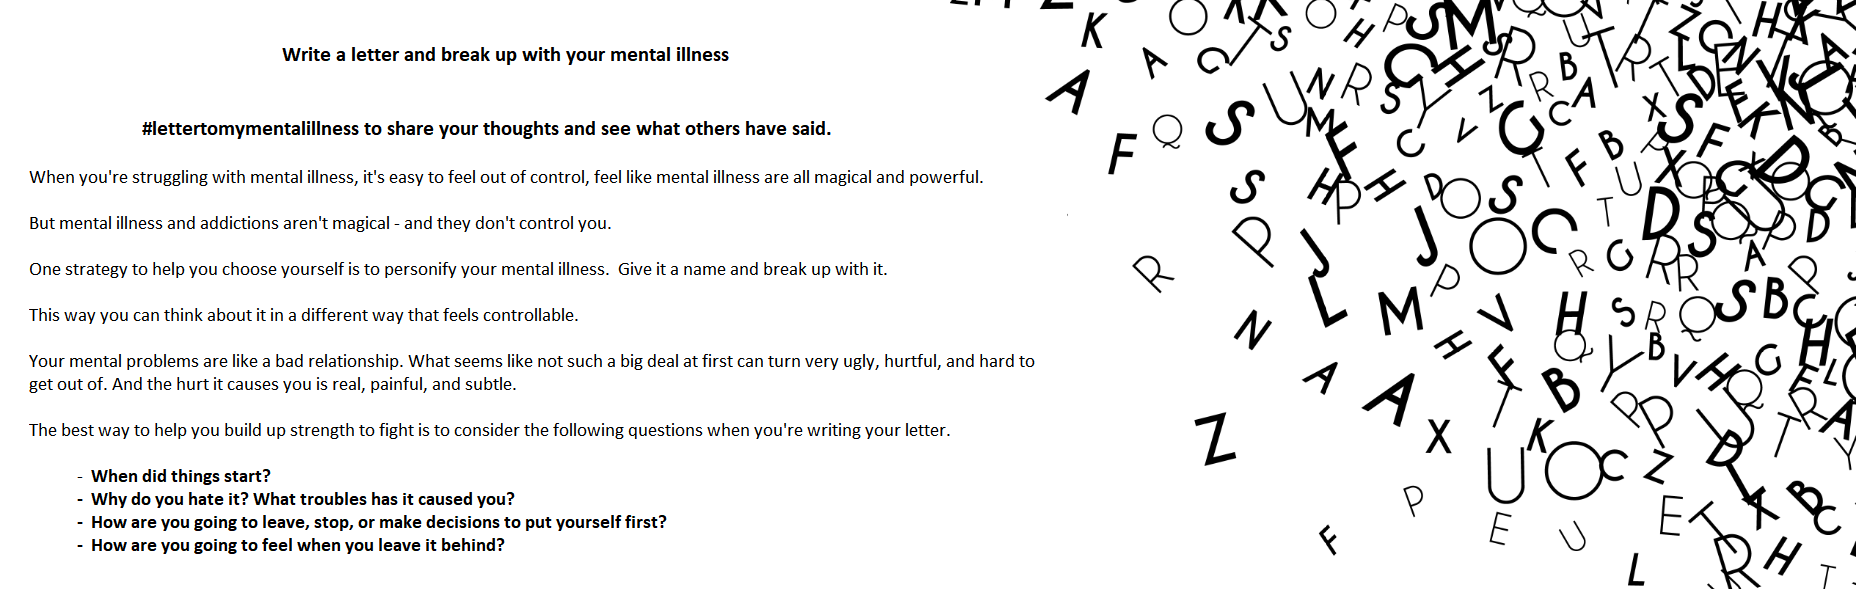 Write a letter and break up with your mental illness
#lettertomymentalillness to share your thoughts and see what others have said.
When you're struggling with mental illness, it's easy to feel out of control, feel like mental illness are all magical and powerful.
But mental illness and addictions aren't magical - and they don't control you.
One strategy to help you choose yourself is to personify your mental illness.  Give it a name and break up with it.
This way you can think about it in a different way that feels controllable.
Your mental problems are like a bad relationship. What seems like not such a big deal at first can turn very ugly, hurtful, and hard to
get out of. And the hurt it causes you is real, painful, and subtle.
The best way to help you build up strength to fight is to consider the following questions when you're writing your letter.
- When did things start?
- Why do you hate it? What troubles has it caused you?
- How are you going to leave, stop, or make decisions to put yourself first?
- How are you going to feel when you leave it behind?